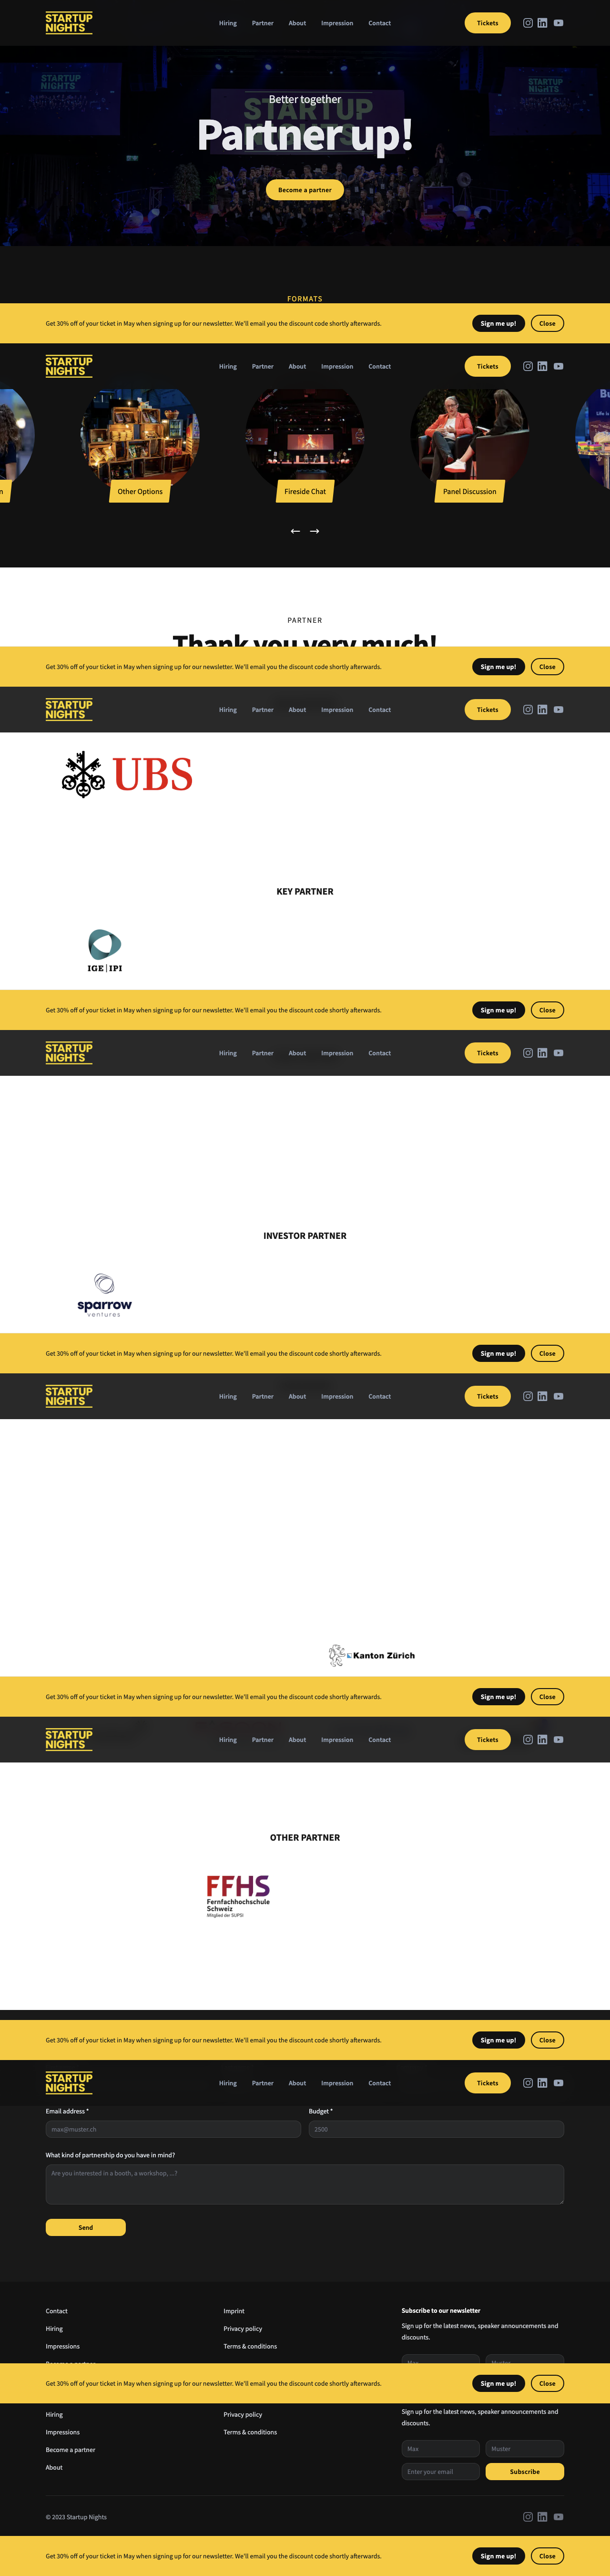 STARTUP
NIGHTS
Hiring Partner About Impression Contact
Tickets
STARTUP
NIGHTS
STARTUP
NIGHTS
STARTUP
Better together
Partner up!
Become a partner
FORMATS
Get 30% off of your ticket in May when signing up for our newsletter. We'll email you the discount code shortly afterwards.
Sign me up! Close
STARTUP
NIGHTS
Hiring Partner About Impression Contact
Tickets
n
Other Options
Fireside Chat
Panel Discussion
← →
PARTNER
Thank you very much!
Get 30% off of your ticket in May when signing up for our newsletter. We'll email you the discount code shortly afterwards.
Sign me up! Close
STARTUP
NIGHTS
Hiring Partner About Impression Contact
Tickets
UBS
KEY PARTNER
IGE | IPI
Get 30% off of your ticket in May when signing up for our newsletter. We'll email you the discount code shortly afterwards.
Sign me up! Close
STARTUP
NIGHTS
Hiring Partner About Impression Contact
Tickets
INVESTOR PARTNER
sparrow
ventures
Get 30% off of your ticket in May when signing up for our newsletter. We'll email you the discount code shortly afterwards.
Sign me up! Close
STARTUP
NIGHTS
Hiring Partner About Impression Contact
Tickets
Kanton Zürich
Get 30% off of your ticket in May when signing up for our newsletter. We'll email you the discount code shortly afterwards.
Sign me up! Close
STARTUP
NIGHTS
Hiring Partner About Impression Contact
Tickets
OTHER PARTNER
FFHS
Fernfachhochschule
Schweiz
Mitglied der SUPSI
Get 30% off of your ticket in May when signing up for our newsletter. We'll email you the discount code shortly afterwards.
Sign me up! Close
STARTUP
NIGHTS
Hiring Partner About Impression Contact
Tickets
Email address * Budget *
max@muster.ch 2500
What kind of partnership do you have in mind?
Are you interested in a booth, a workshop, ...?
Send
Contact Imprint Subscribe to our newsletter
Hiring Privacy policy Sign up for the latest news, speaker announcements and
discounts.
Impressions Terms & conditions
Get 30% off of your ticket in May when signing up for our newsletter. We'll email you the discount code shortly afterwards.
Sign me up! Close
Hiring Privacy policy Sign up for the latest news, speaker announcements and
discounts.
Impressions Terms & conditions
Become a partner Max Muster
About Enter your email Subscribe
© 2023 Startup Nights
Get 30% off of your ticket in May when signing up for our newsletter. We'll email you the discount code shortly afterwards.
Sign me up! Close